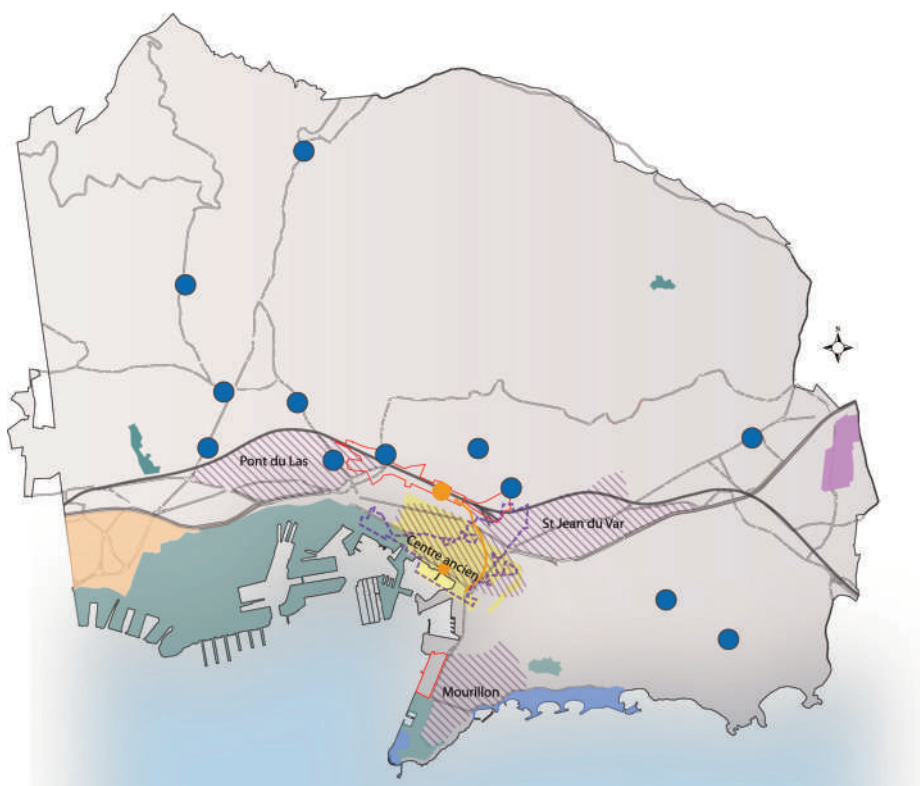 N
Pont du Las
St Jean du Var
Centre ancien
Mourillon